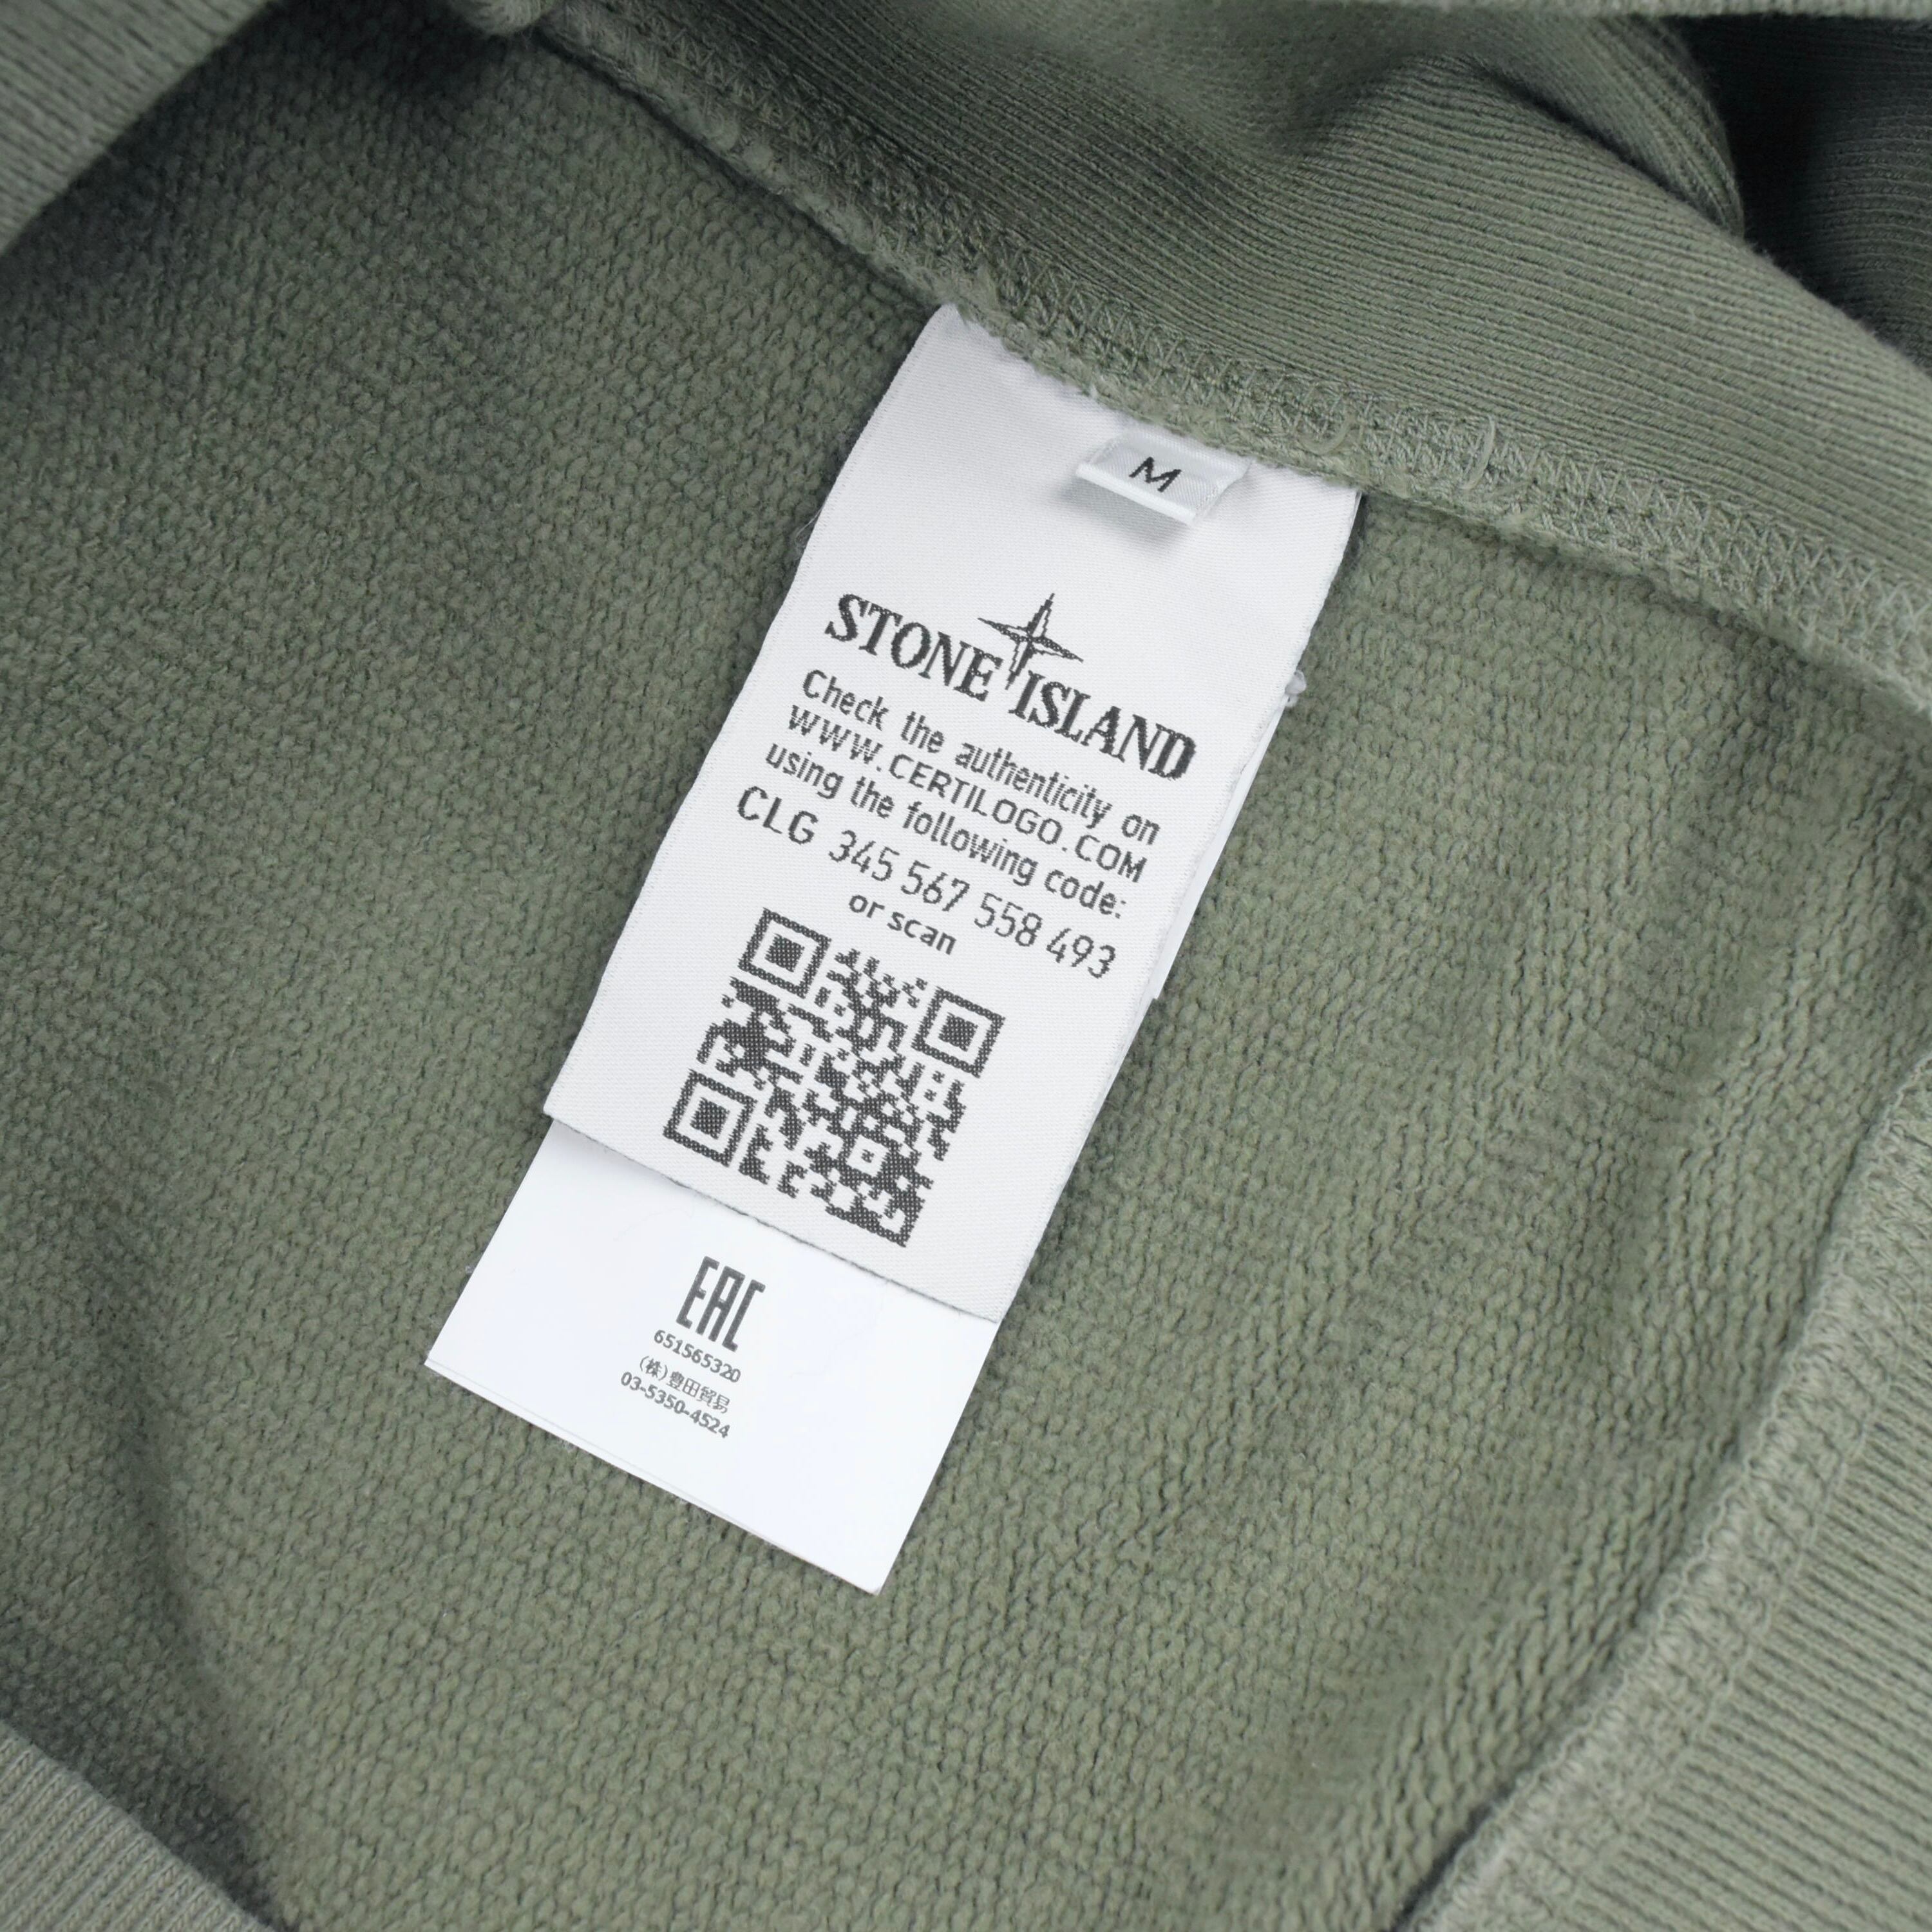 M
STONE ISLAND
Check the authenticity on
WWW.CERTILOGO.COM
using the following code:
CLG 345 567 558 493
or scan
EAC
651565320
(株)豊田貿易
03-5350-4524